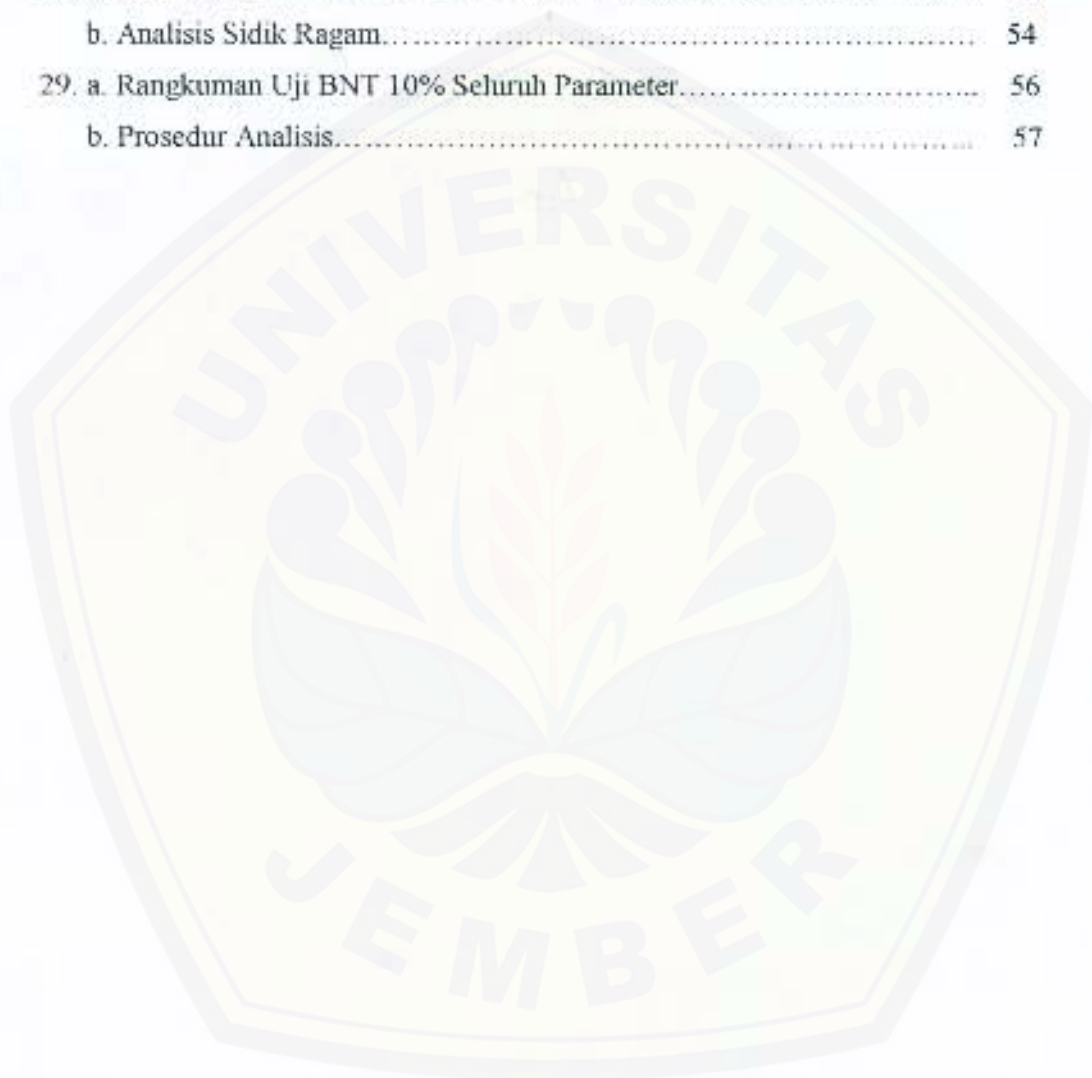 b. Analisis Sidik Ragam.......................................................................... 54
29. a. Rangkuman Uji BNT 10% Seluruh Parameter..................................... 56
b. Prosedur Analisis................................................................................ 57
UNIVERSITAS
JEMBER